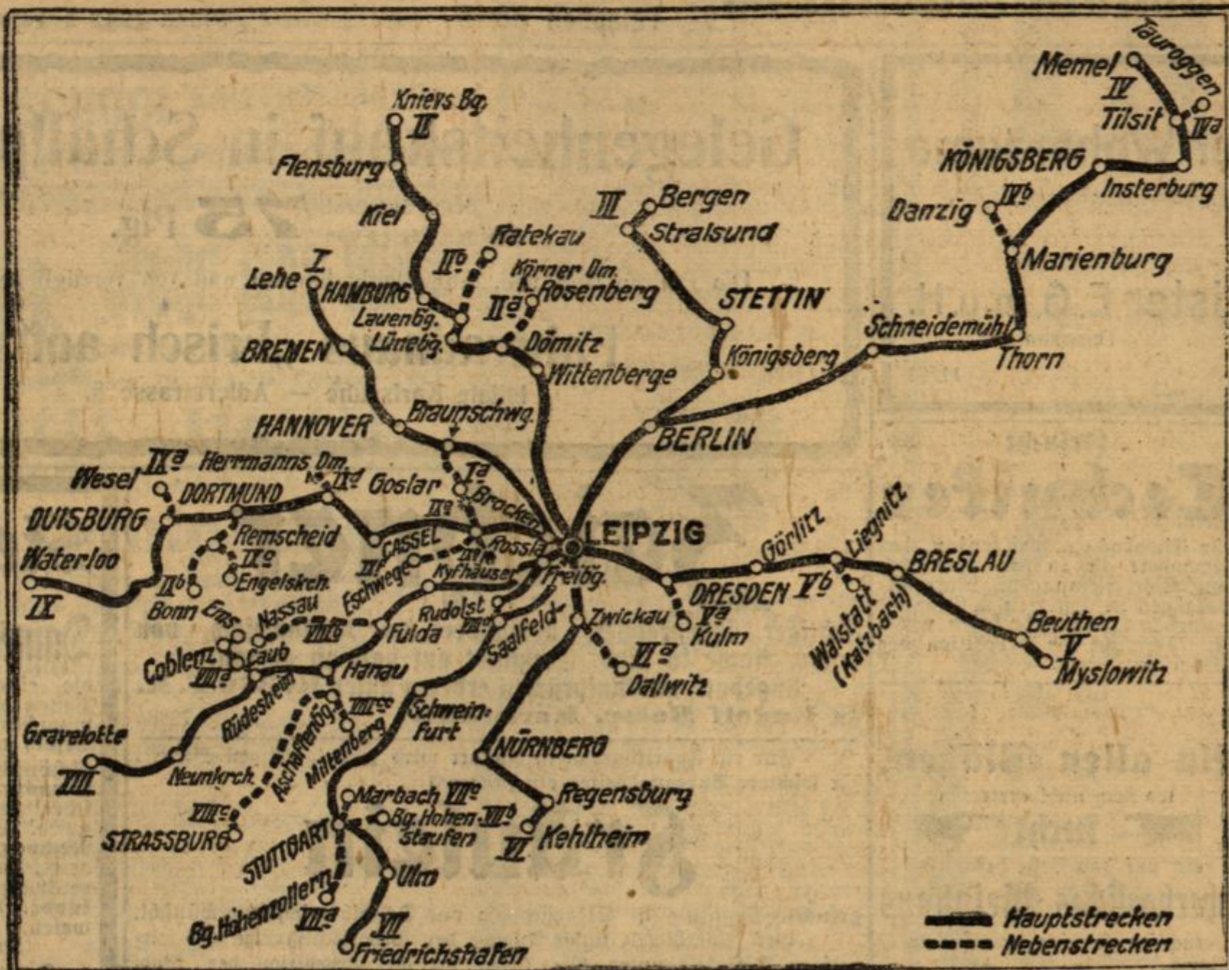 Tauroggen
Memel
IV
Tilsit
IVa
Knievs Bg.
II
KÖNIGSBERG
Insterburg
Flensburg
IVb
Danzig
III
Bergen
Stralsund
Kiel
Ratekau
IIb
Marienburg
I
Lehe
HAMBURG
Körner Dm.
Rosenberg
IIa
STETTIN
Lauenbg.
Lünebg.
Dömitz
Schneidemühl
Thorn
BREMEN
Wittenberge
Königsberg
Braunschwg.
HANNOVER
BERLIN
IXa
Herrmanns Dm.
Wesel
IXd
Goslar
Ia
Brocken
DORTMUND
DUISBURG
LEIPZIG
Remscheid
CASSEL
Rossla
Görlitz
Liegnitz
Waterloo
IXc
Engelskch.
Eschwege
Kyfhäuser
Freibg.
BRESLAU
IX
Bonn
Ems
Nassau
DRESDEN
Vb
Rudolst
Zwickau
Va
Kulm
Walstatt
(Katzbach)
Beuthen
V
Myslowitz
Fulda
Saalfeld
Coblenz
Caub
VIIIa
Hanau
VIa
Dallwitz
Rüdesheim
Schwein-
furt
Gravelotte
VIII
Neunkrch.
Aschaffenbg.
Miltenberg
NÜRNBERG
VIIIc
STRASSBURG
Marbach VIIc
Bg. Hohen-
staufen
VIIb
Regensburg
VI
Kehlheim
STUTTGART
Ulm
Bg. Hohenzollern
VIIa
VII
Friedrichshafen
Hauptstrecken
Nebenstrecken